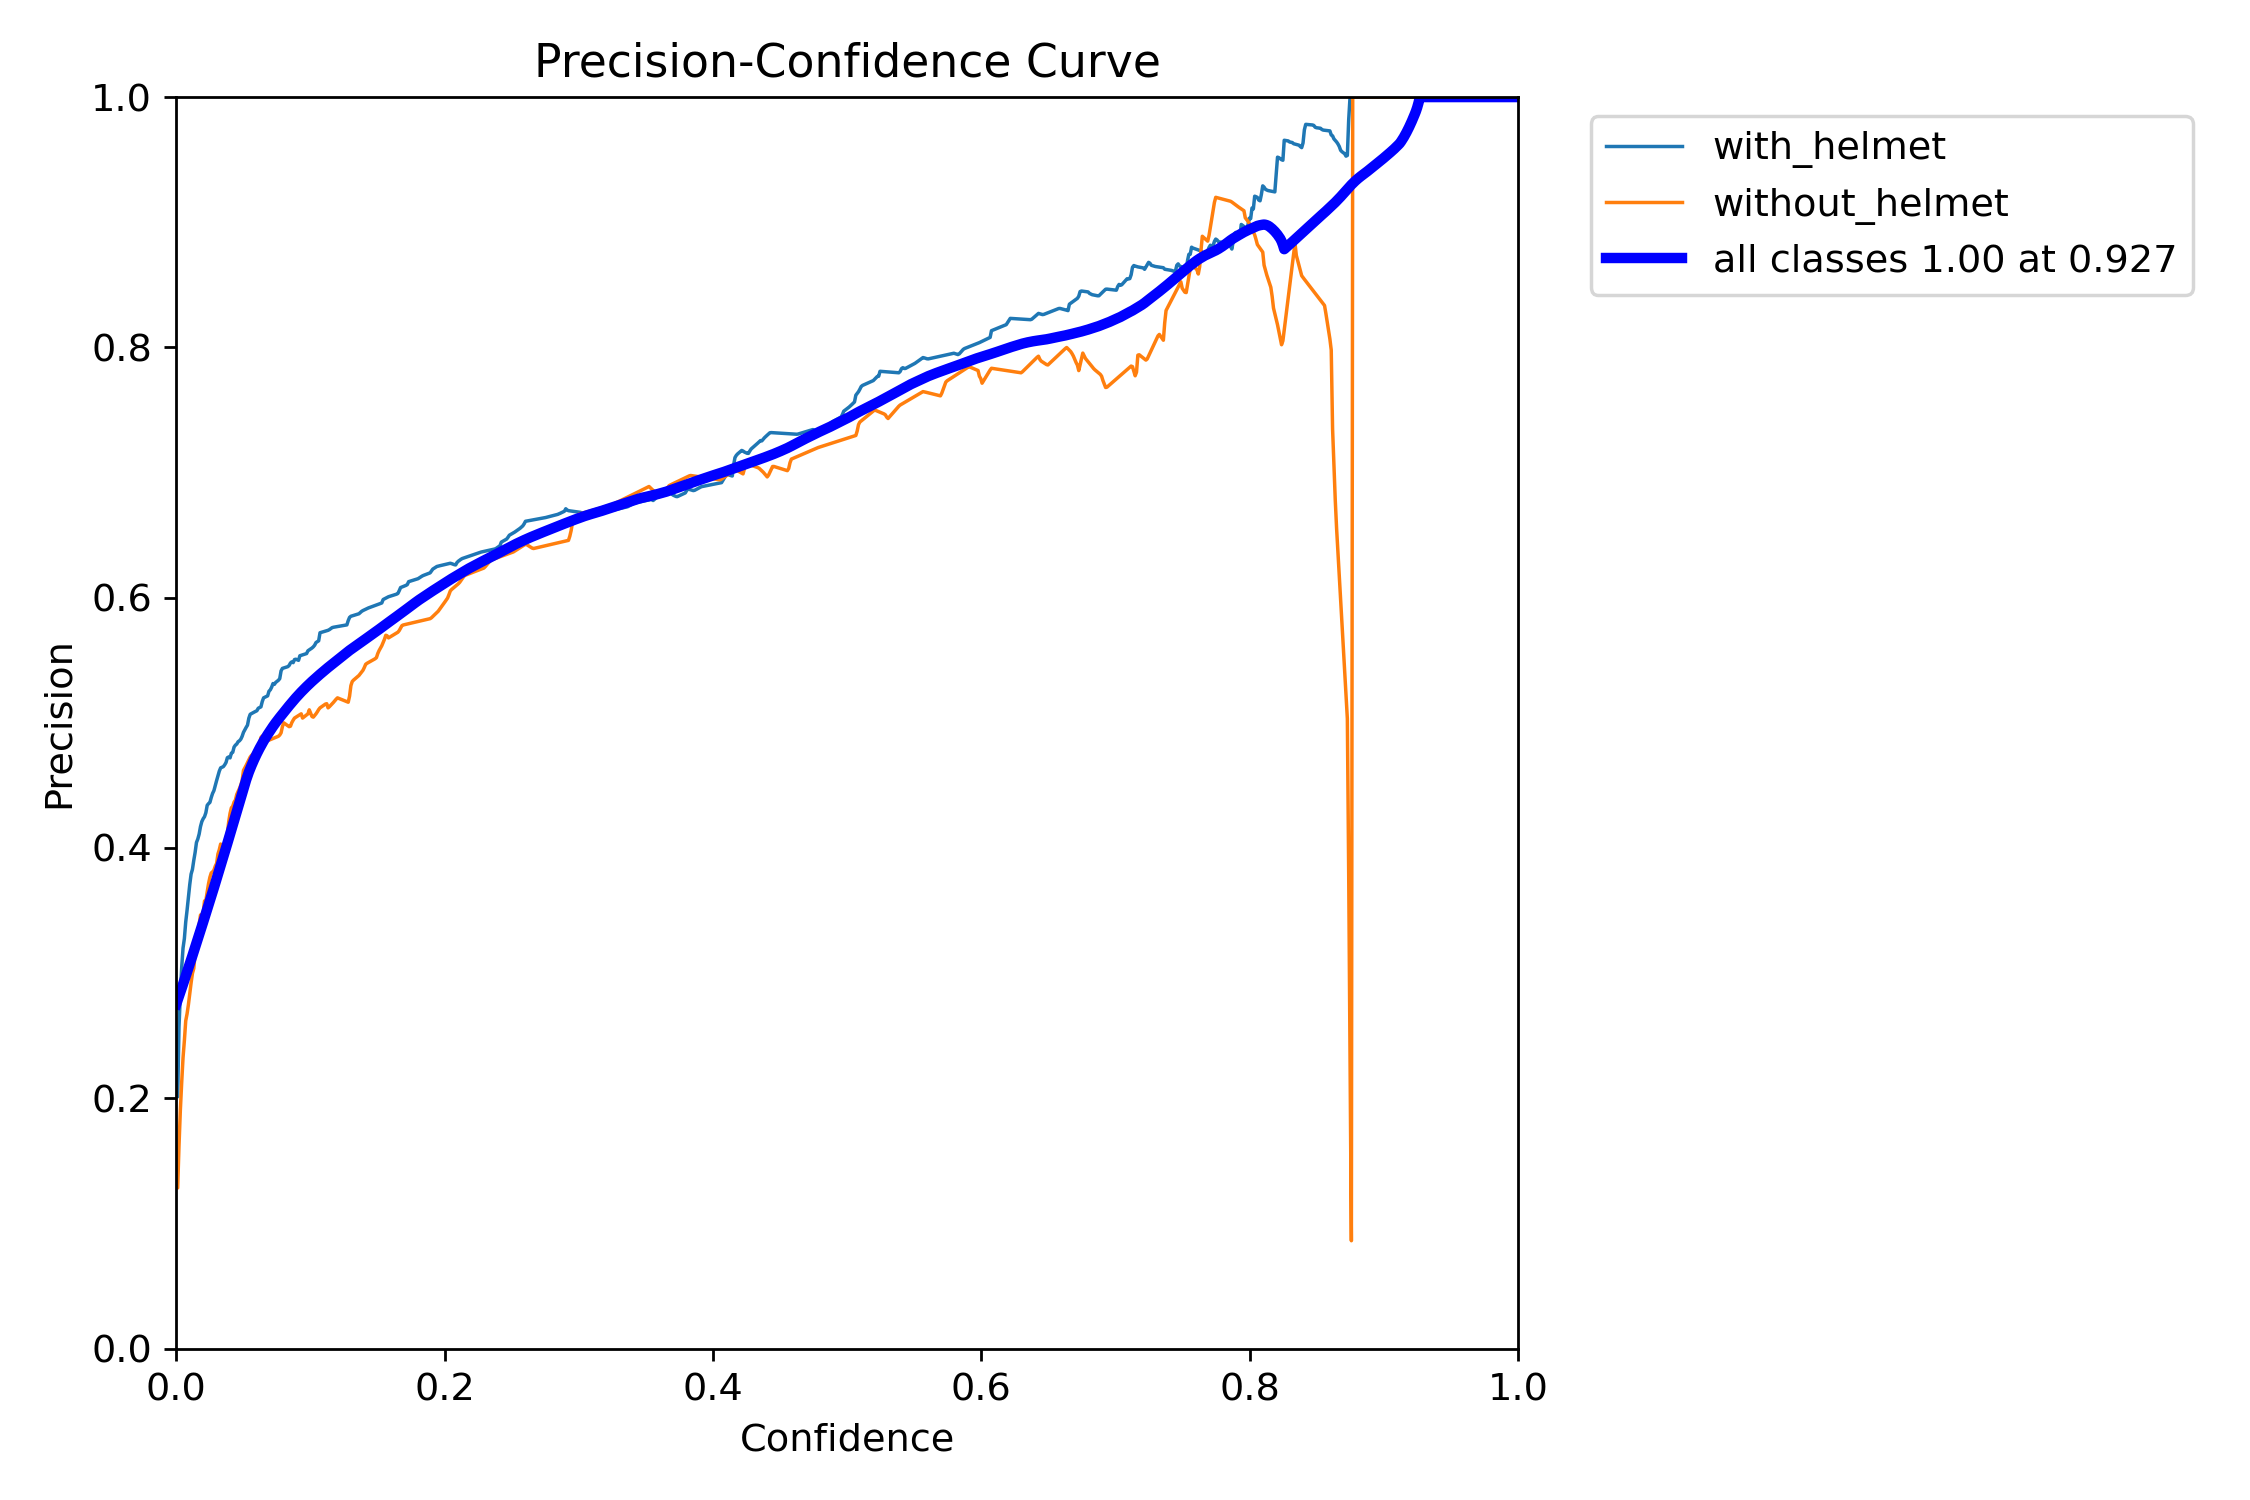 Precision-Confidence Curve
1.0
0.8
0.6
0.4
0.2
0.0
Precision
0.0 0.2 0.4 0.6 0.8 1.0
Confidence
with_helmet
without_helmet
all classes 1.00 at 0.927